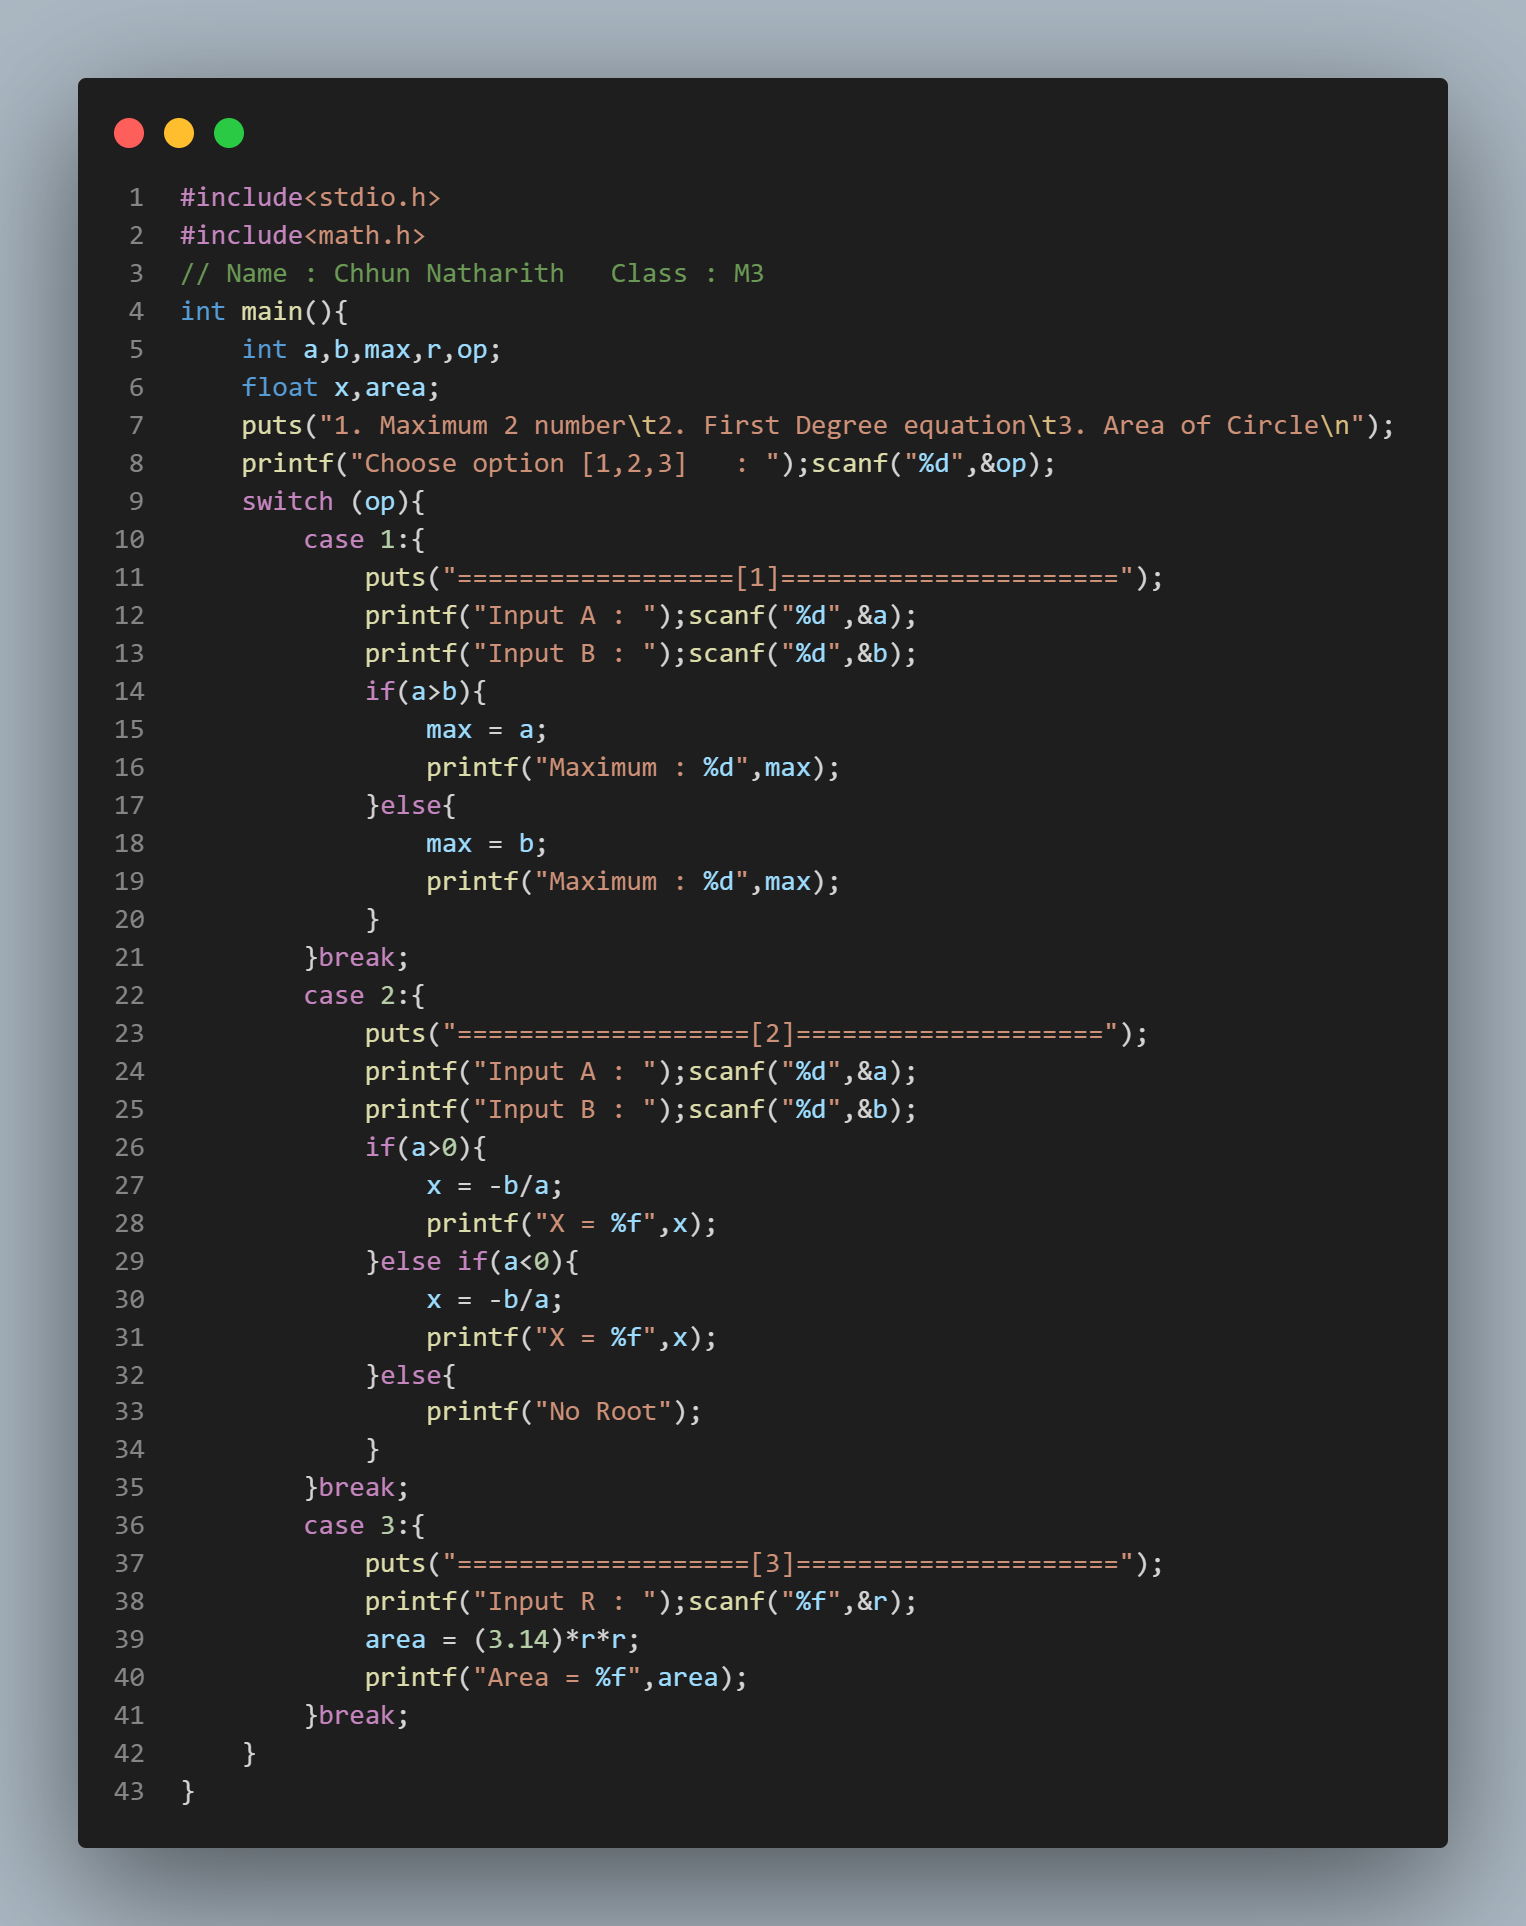 1 #include<stdio.h>
2 #include<math.h>
3 // Name : Chhun Natharith   Class : M3
4 int main(){
5     int a,b,max,r,op;
6     float x,area;
7     puts("1. Maximum 2 number\t2. First Degree equation\t3. Area of Circle\n");
8     printf("Choose option [1,2,3]   : ");scanf("%d",&op);
9     switch (op){
10         case 1:{
11             puts("==================[1]======================");
12             printf("Input A : ");scanf("%d",&a);
13             printf("Input B : ");scanf("%d",&b);
14             if(a>b){
15                 max = a;
16                 printf("Maximum : %d",max);
17             }else{
18                 max = b;
19                 printf("Maximum : %d",max);
20             }
21         }break;
22         case 2:{
23             puts("===================[2]====================");
24             printf("Input A : ");scanf("%d",&a);
25             printf("Input B : ");scanf("%d",&b);
26             if(a>0){
27                 x = -b/a;
28                 printf("X = %f",x);
29             }else if(a<0){
30                 x = -b/a;
31                 printf("X = %f",x);
32             }else{
33                 printf("No Root");
34             }
35         }break;
36         case 3:{
37             puts("===================[3]=====================");
38             printf("Input R : ");scanf("%f",&r);
39             area = (3.14)*r*r;
40             printf("Area = %f",area);
41         }break;
42     }
43 }